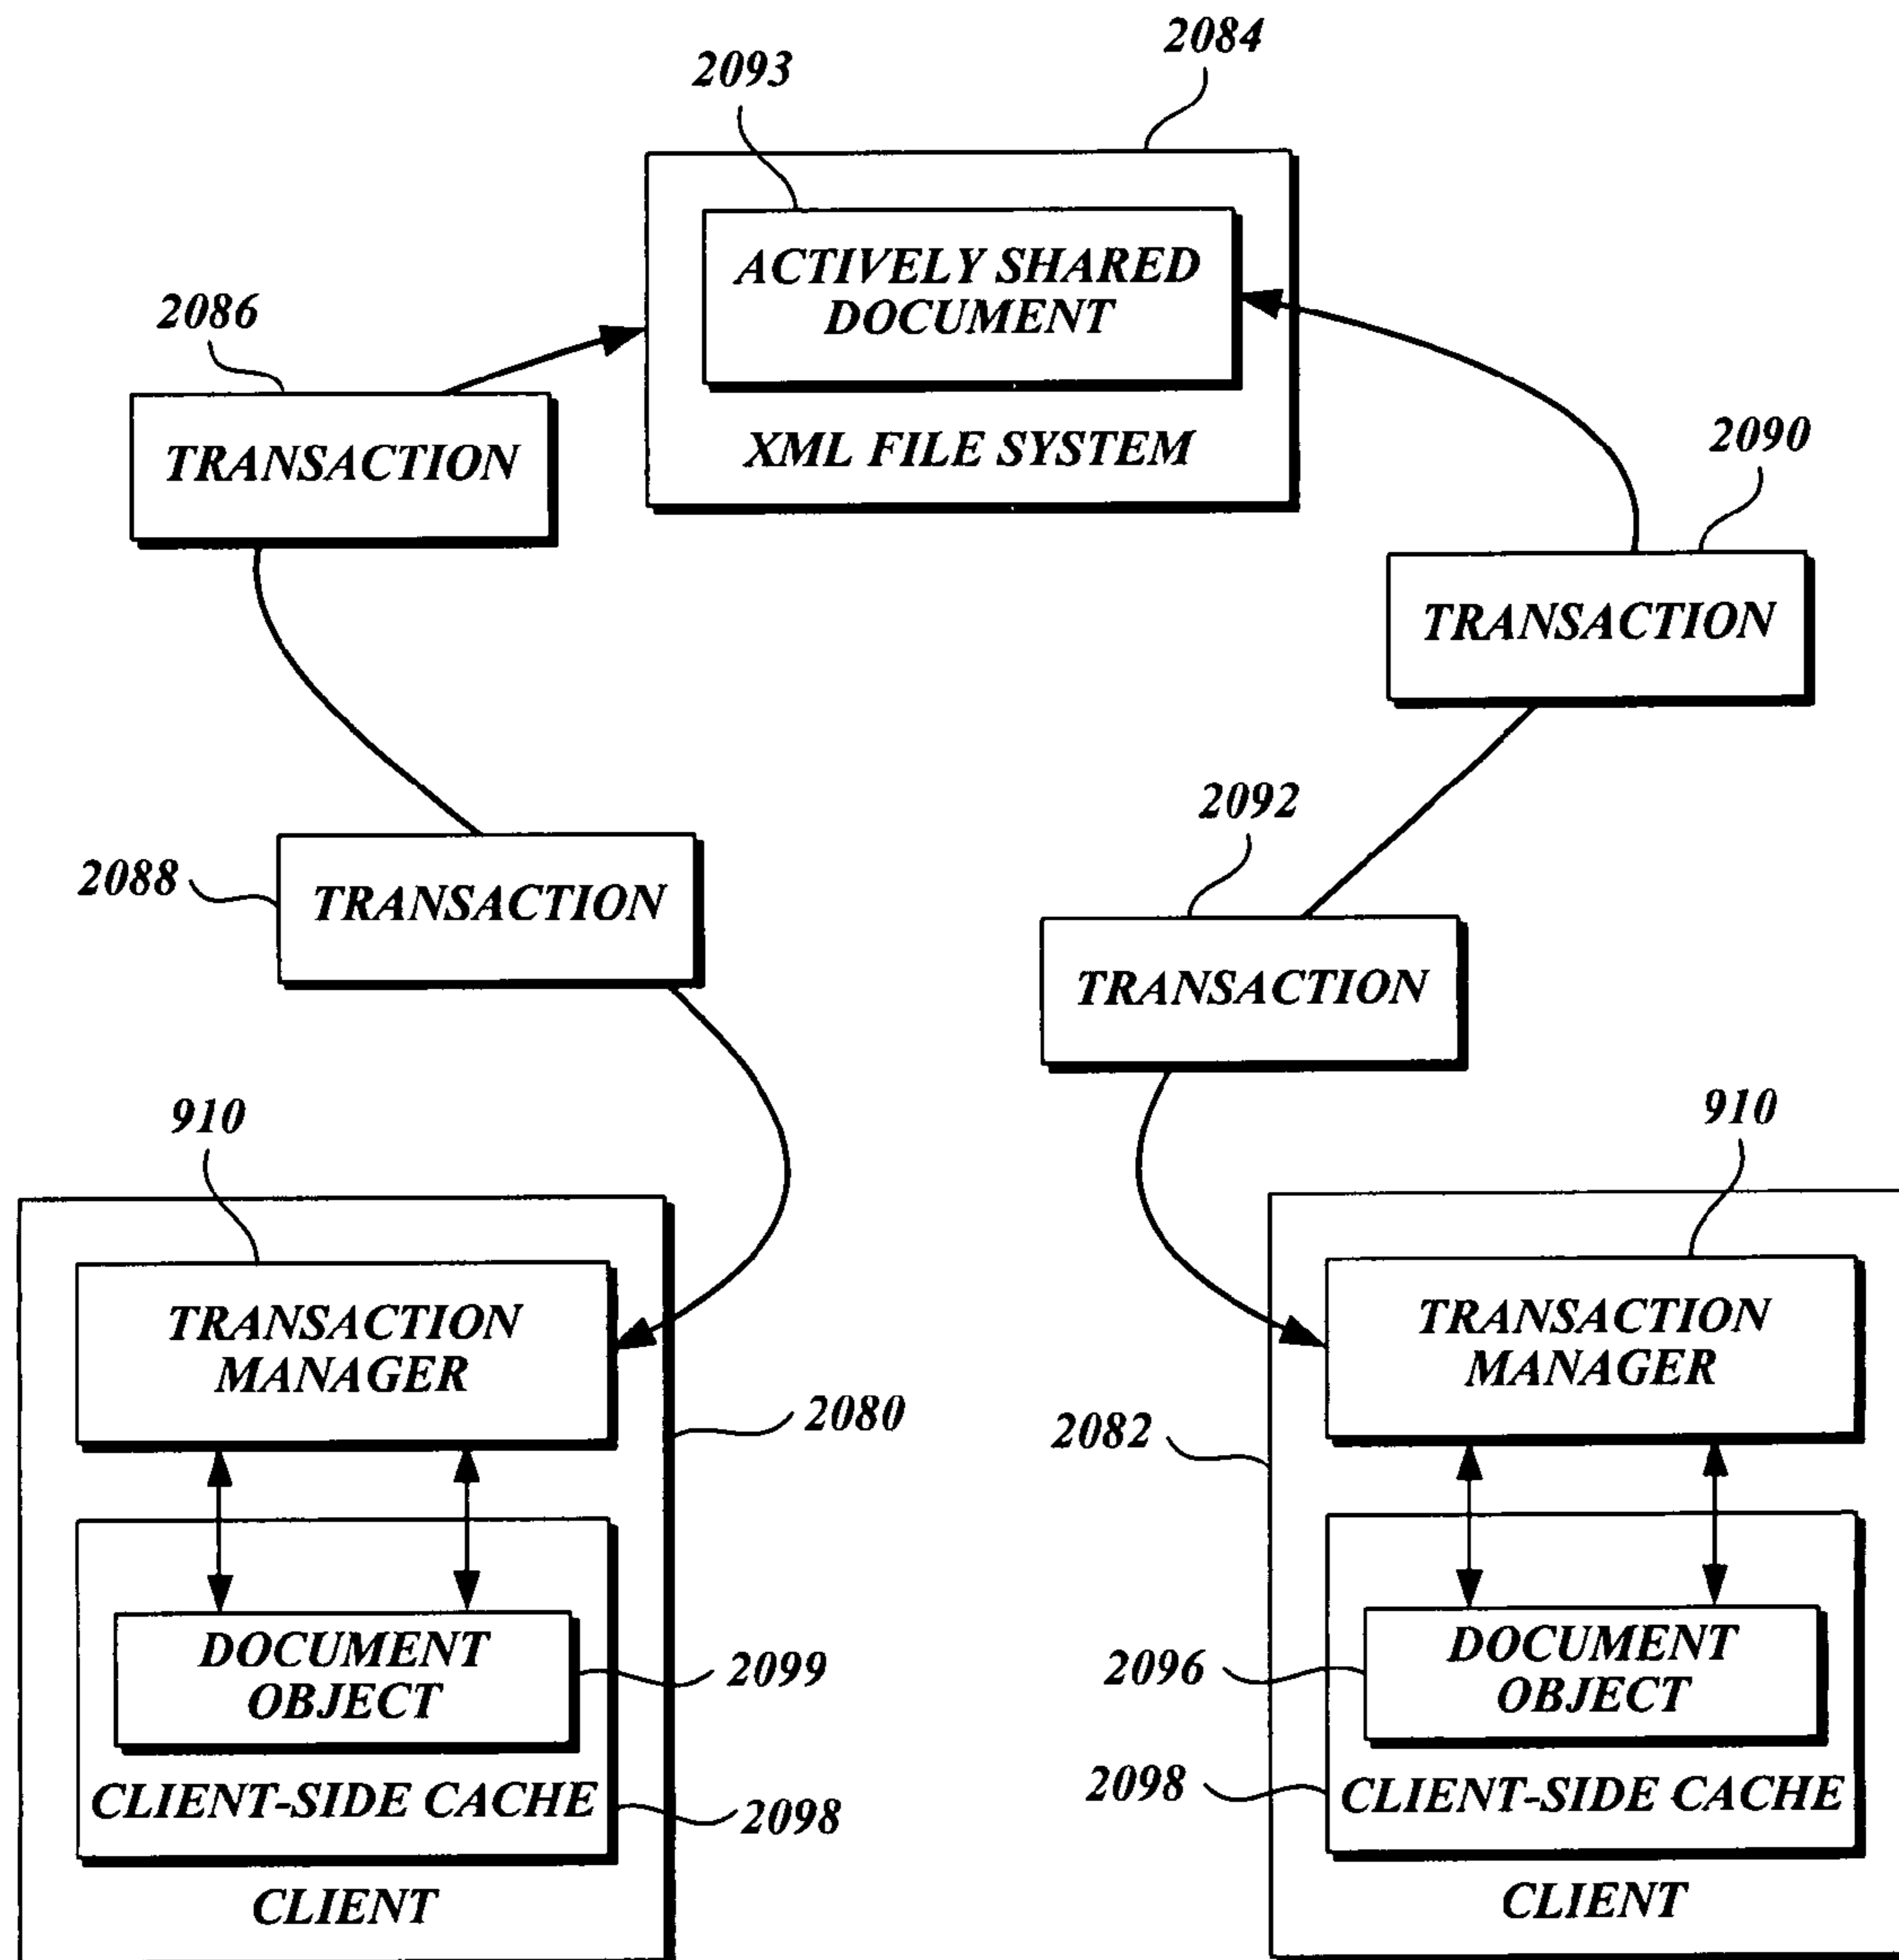 2084
2093
ACTIVELY SHARED
DOCUMENT
XML FILE SYSTEM
2086
TRANSACTION
2090
TRANSACTION
2088
TRANSACTION
2092
TRANSACTION
910
TRANSACTION
MANAGER
2080
DOCUMENT
OBJECT
2099
CLIENT-SIDE CACHE
2098
CLIENT
910
TRANSACTION
MANAGER
2082
DOCUMENT
OBJECT
2096
CLIENT-SIDE CACHE
2098
CLIENT